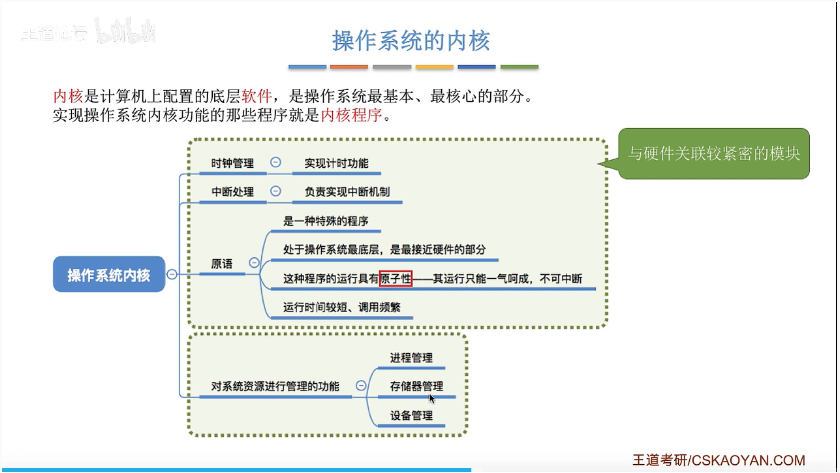 王道考研 bilibili
操作系统的内核
内核是计算机上配置的底层软件，是操作系统最基本、最核心的部分。
实现操作系统内核功能的那些程序就是内核程序。
与硬件关联较紧密的模块
时钟管理 实现计时功能
中断处理 负责实现中断机制
是一种特殊的程序
处于操作系统最底层，是最接近硬件的部分
原语
这种程序的运行具有原子性——其运行只能一气呵成，不可中断
运行时间较短、调用频繁
操作系统内核
进程管理
对系统资源进行管理的功能 存储器管理
设备管理
王道考研/CSKAOYAN.COM